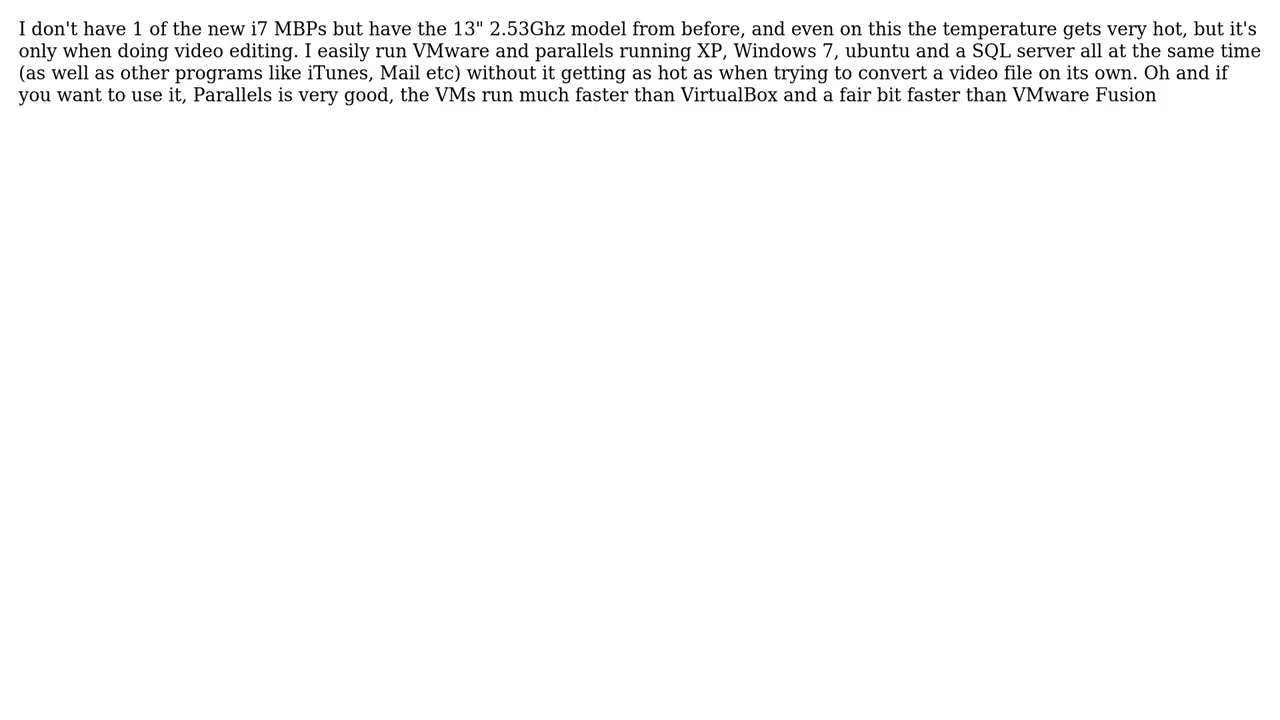 I don't have 1 of the new i7 MBPs but have the 13" 2.53Ghz model from before, and even on this the temperature gets very hot, but it's
only when doing video editing. I easily run VMware and parallels running XP, Windows 7, ubuntu and a SQL server all at the same time
(as well as other programs like iTunes, Mail etc) without it getting as hot as when trying to convert a video file on its own. Oh and if
you want to use it, Parallels is very good, the VMs run much faster than VirtualBox and a fair bit faster than VMware Fusion